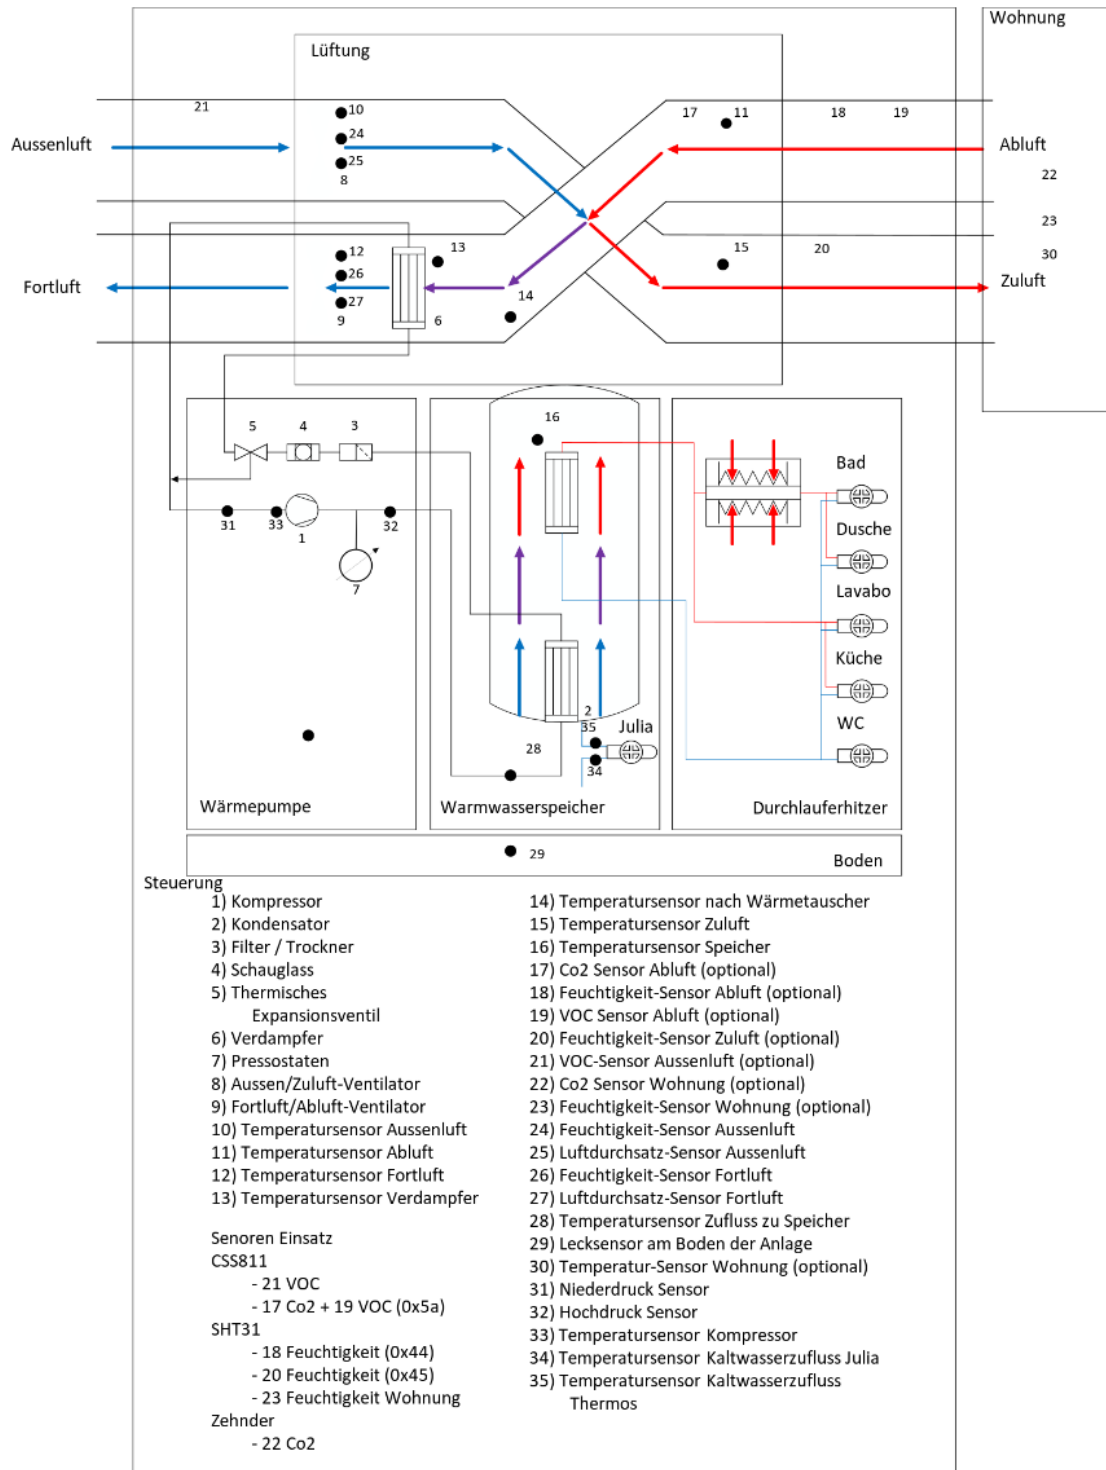 Wohnung
Lüftung
21
10
24
25
8
17
11
18
19
Aussenluft
Abluft
22
23
30
12
26
27
9
13
6
14
15
20
Fortluft
Zuluft
5
4
3
16
31
33
1
32
7
Bad
Dusche
Lavabo
Küche
WC
2
35
Julia
28
34
Wärmepumpe
Warmwasserspeicher
Durchlauferhitzer
29
Boden
Steuerung
1) Kompressor
2) Kondensator
3) Filter / Trockner
4) Schauglass
5) Thermisches
Expansionsventil
6) Verdampfer
7) Pressostaten
8) Aussen/Zuluft-Ventilator
9) Fortluft/Abluft-Ventilator
10) Temperatursensor Aussenluft
11) Temperatursensor Abluft
12) Temperatursensor Fortluft
13) Temperatursensor Verdampfer
Senoren Einsatz
CSS811
- 21 VOC
- 17 Co2 + 19 VOC (0x5a)
SHT31
- 18 Feuchtigkeit (0x44)
- 20 Feuchtigkeit (0x45)
- 23 Feuchtigkeit Wohnung
Zehnder
- 22 Co2
14) Temperatursensor nach Wärmetauscher
15) Temperatursensor Zuluft
16) Temperatursensor Speicher
17) Co2 Sensor Abluft (optional)
18) Feuchtigkeit-Sensor Abluft (optional)
19) VOC Sensor Abluft (optional)
20) Feuchtigkeit-Sensor Zuluft (optional)
21) VOC-Sensor Aussenluft (optional)
22) Co2 Sensor Wohnung (optional)
23) Feuchtigkeit-Sensor Wohnung (optional)
24) Feuchtigkeit-Sensor Aussenluft
25) Luftdurchsatz-Sensor Aussenluft
26) Feuchtigkeit-Sensor Fortluft
27) Luftdurchsatz-Sensor Fortluft
28) Temperatursensor Zufluss zu Speicher
29) Lecksensor am Boden der Anlage
30) Temperatur-Sensor Wohnung (optional)
31) Niederdruck Sensor
32) Hochdruck Sensor
33) Temperatursensor Kompressor
34) Temperatursensor Kaltwasserzufluss Julia
35) Temperatursensor Kaltwasserzufluss
Thermos